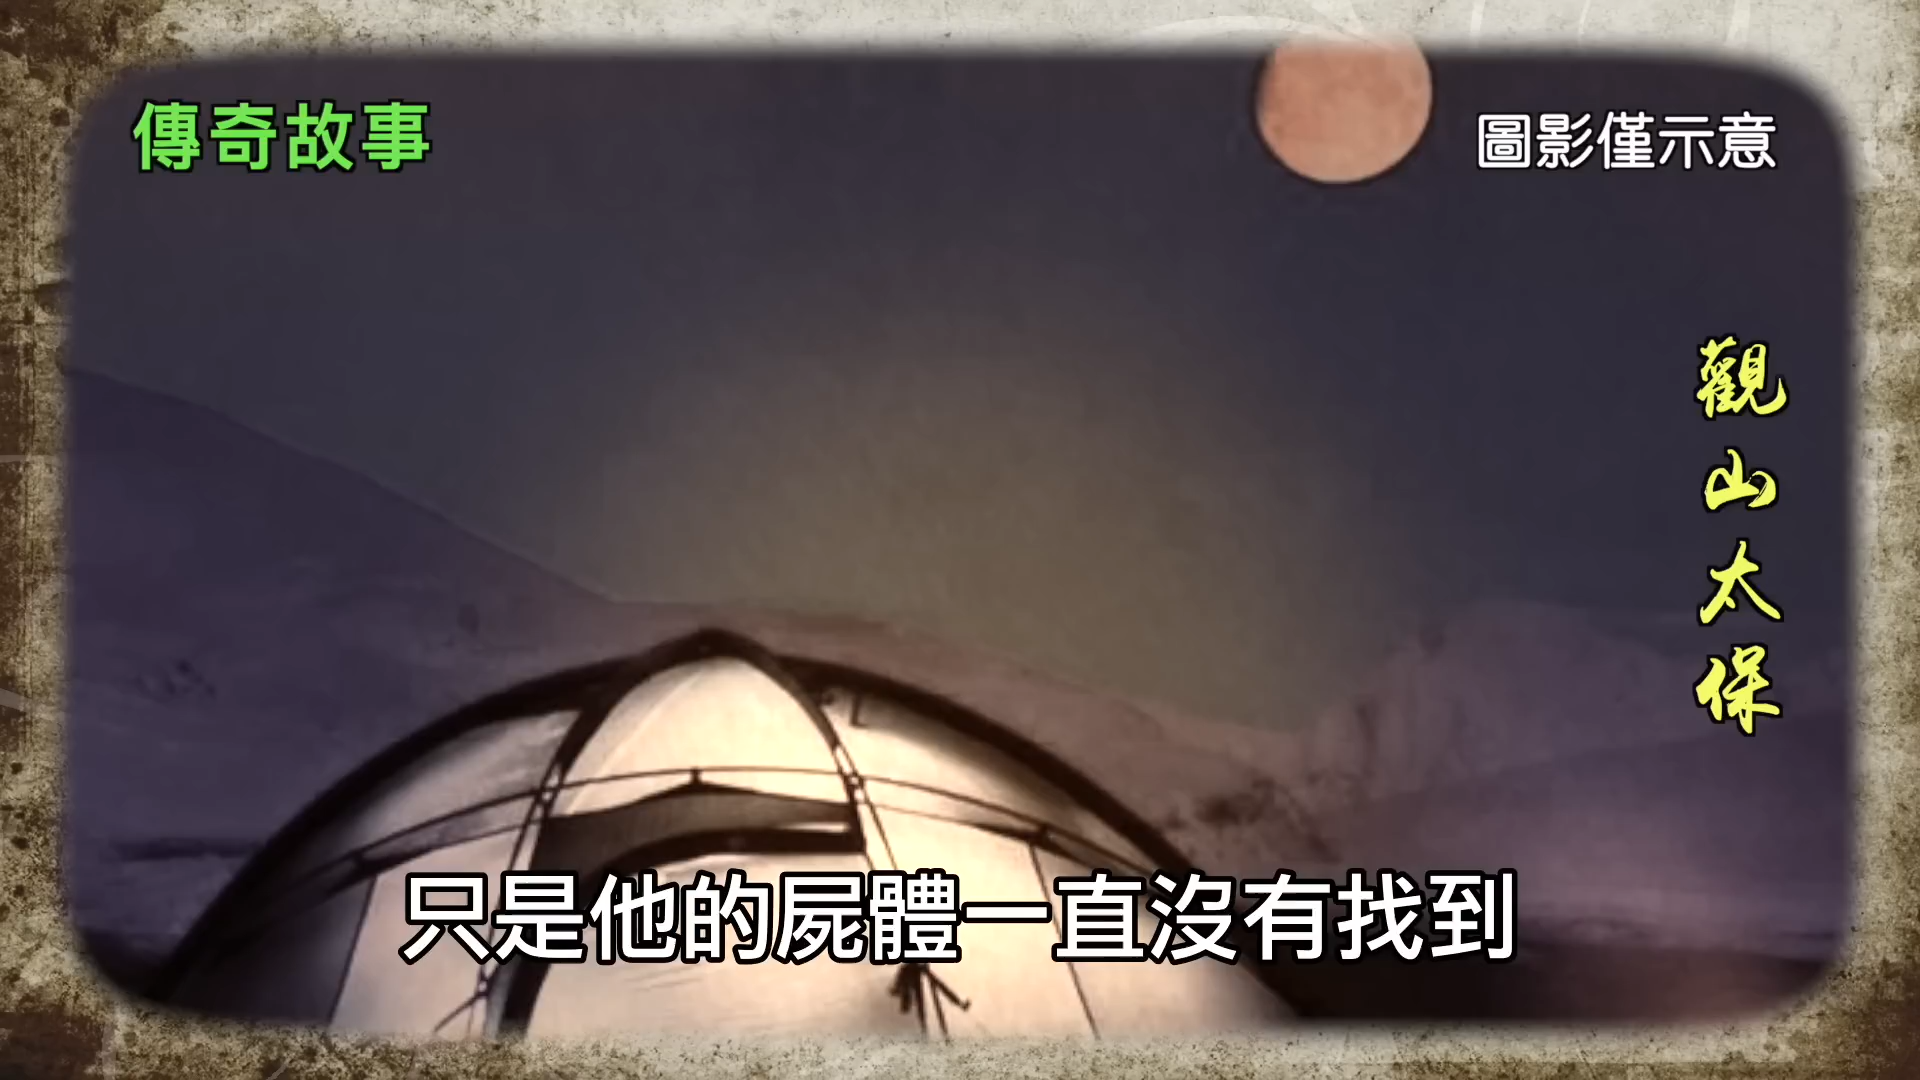 傳奇故事
圖影僅示意
觀山太保
只是他的屍體一直沒有找到